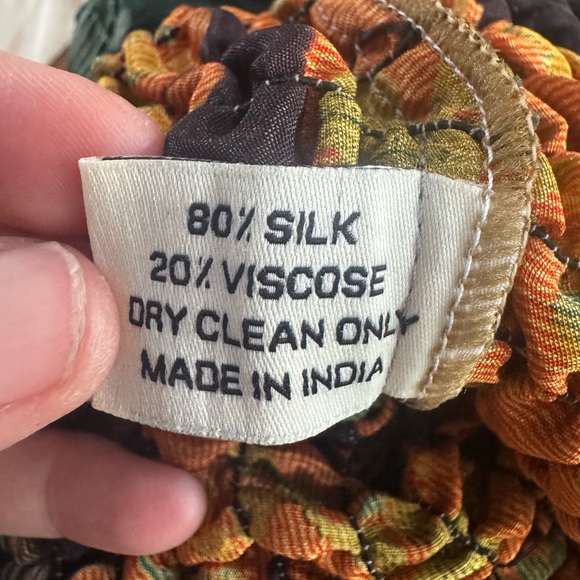 80% SILK
20% VISCOSE
DRY CLEAN ONLY
MADE IN INDIA